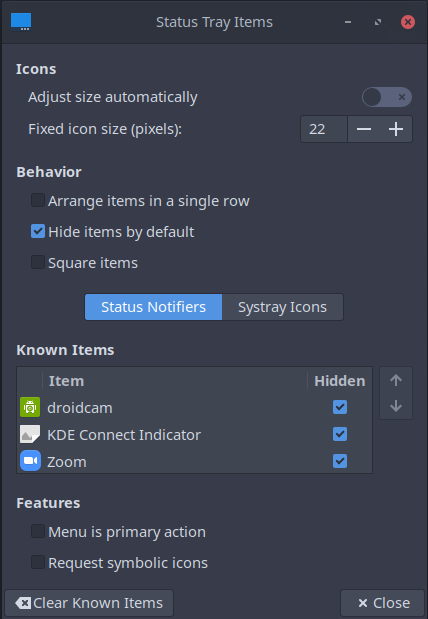 Status Tray Items
Icons
Adjust size automatically
Fixed icon size (pixels): 22
Behavior
Arrange items in a single row
Hide items by default
Square items
Status Notifiers Systray Icons
Known Items
Item Hidden
droidcam
KDE Connect Indicator
Zoom
Features
Menu is primary action
Request symbolic icons
Clear Known Items Close